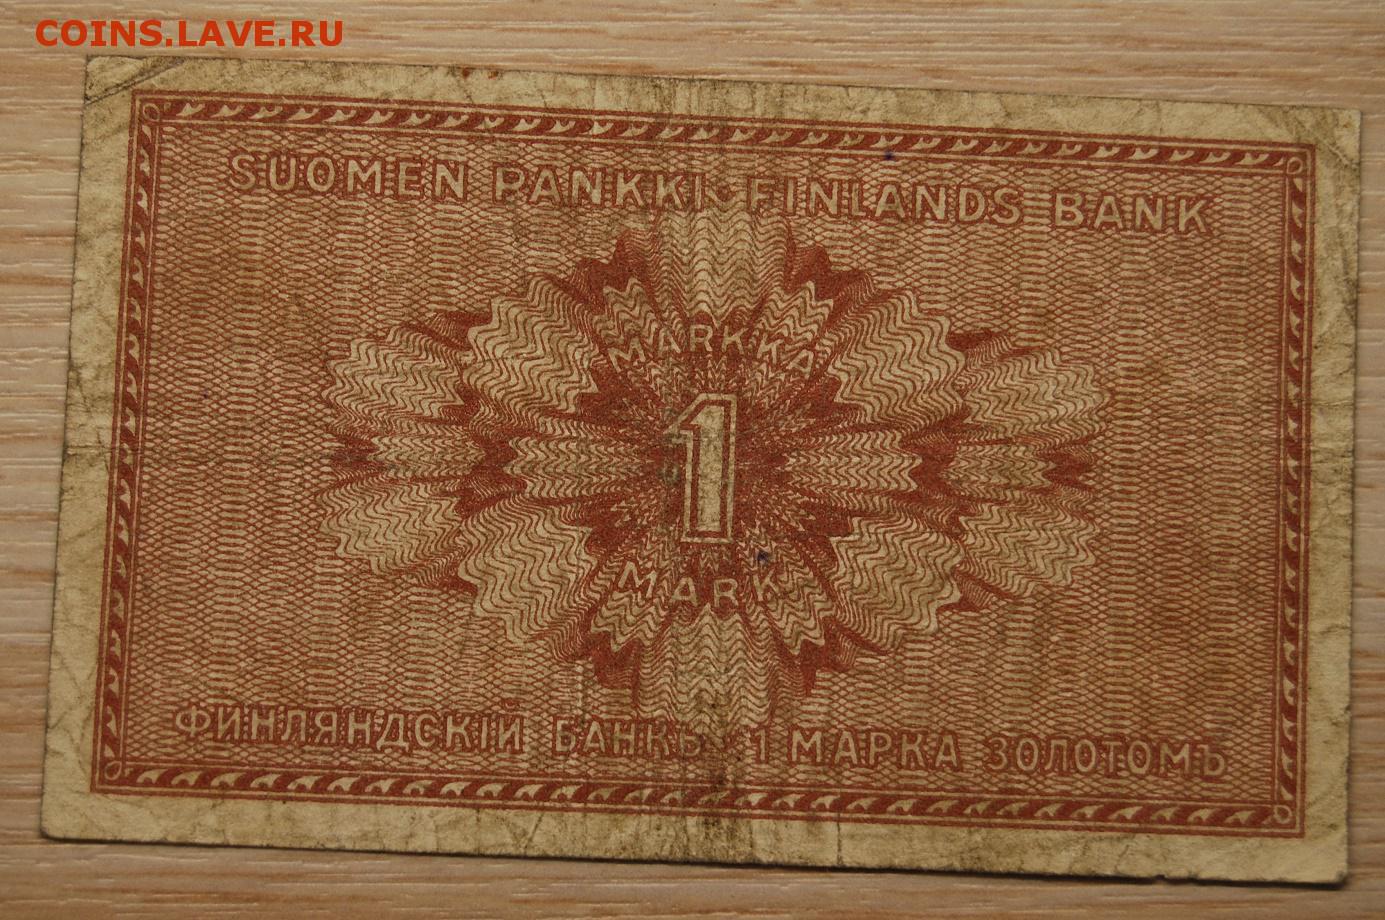 COINS.LAVE.RU
SUOMEN PANKKI FINLANDS BANK
MARKKA
1
MARK
ФИНЛЯНДСКІЙ БАНКЪ 1 МАРКА ЗОЛОТОМЪ